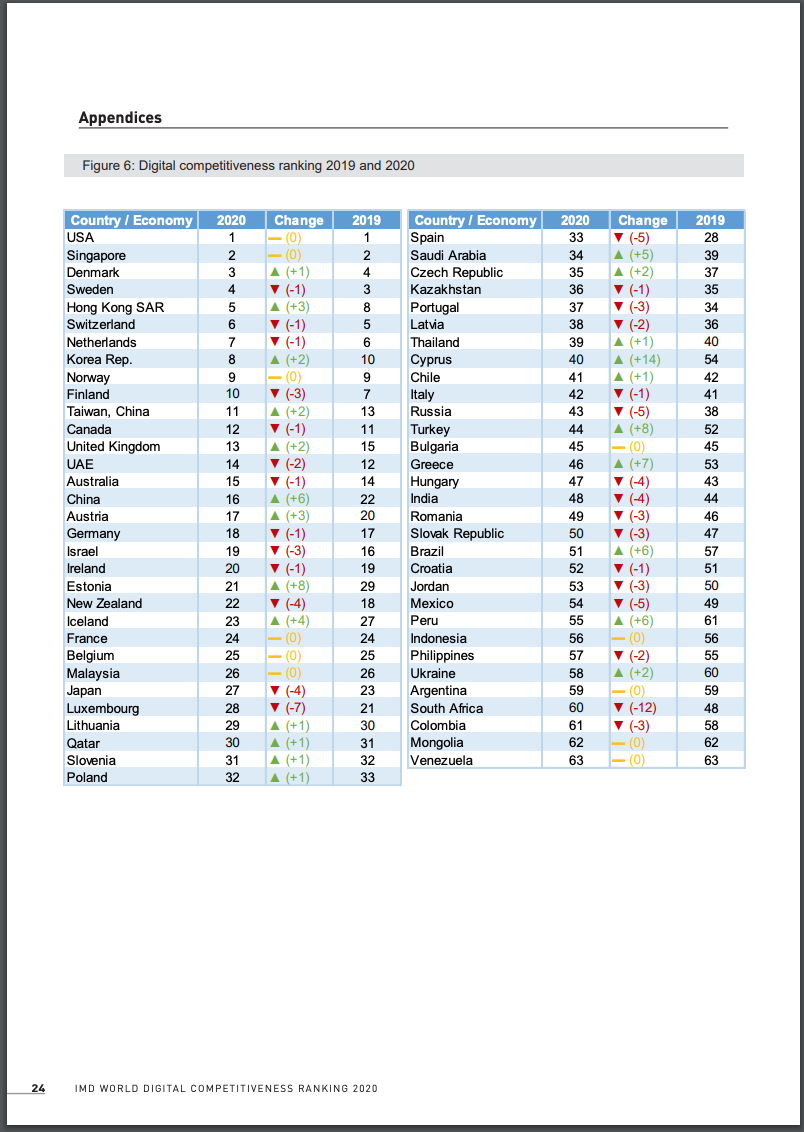 Appendices
Figure 6: Digital competitiveness ranking 2019 and 2020
Country / Economy 2020 Change 2019
USA 1 — (0) 1
Singapore 2 — (0) 2
Denmark 3 ▲ (+1) 4
Sweden 4 ▼ (-1) 3
Hong Kong SAR 5 ▲ (+3) 8
Switzerland 6 ▼ (-1) 5
Netherlands 7 ▼ (-1) 6
Korea Rep. 8 ▲ (+2) 10
Norway 9 — (0) 9
Finland 10 ▼ (-3) 7
Taiwan, China 11 ▲ (+2) 13
Canada 12 ▼ (-1) 11
United Kingdom 13 ▲ (+2) 15
UAE 14 ▼ (-2) 12
Australia 15 ▼ (-1) 14
China 16 ▲ (+6) 22
Austria 17 ▲ (+3) 20
Germany 18 ▼ (-1) 17
Israel 19 ▼ (-3) 16
Ireland 20 ▼ (-1) 19
Estonia 21 ▲ (+8) 29
New Zealand 22 ▼ (-4) 18
Iceland 23 ▲ (+4) 27
France 24 — (0) 24
Belgium 25 — (0) 25
Malaysia 26 — (0) 26
Japan 27 ▼ (-4) 23
Luxembourg 28 ▼ (-7) 21
Lithuania 29 ▲ (+1) 30
Qatar 30 ▲ (+1) 31
Slovenia 31 ▲ (+1) 32
Poland 32 ▲ (+1) 33
Country / Economy 2020 Change 2019
Spain 33 ▼ (-5) 28
Saudi Arabia 34 ▲ (+5) 39
Czech Republic 35 ▲ (+2) 37
Kazakhstan 36 ▼ (-1) 35
Portugal 37 ▼ (-3) 34
Latvia 38 ▼ (-2) 36
Thailand 39 ▲ (+1) 40
Cyprus 40 ▲ (+14) 54
Chile 41 ▲ (+1) 42
Italy 42 ▼ (-1) 41
Russia 43 ▼ (-5) 38
Turkey 44 ▲ (+8) 52
Bulgaria 45 — (0) 45
Greece 46 ▲ (+7) 53
Hungary 47 ▼ (-4) 43
India 48 ▼ (-4) 44
Romania 49 ▼ (-3) 46
Slovak Republic 50 ▼ (-3) 47
Brazil 51 ▲ (+6) 57
Croatia 52 ▼ (-1) 51
Jordan 53 ▼ (-3) 50
Mexico 54 ▼ (-5) 49
Peru 55 ▲ (+6) 61
Indonesia 56 — (0) 56
Philippines 57 ▼ (-2) 55
Ukraine 58 ▲ (+2) 60
Argentina 59 — (0) 59
South Africa 60 ▼ (-12) 48
Colombia 61 ▼ (-3) 58
Mongolia 62 — (0) 62
Venezuela 63 — (0) 63
24 IMD WORLD DIGITAL COMPETITIVENESS RANKING 2020